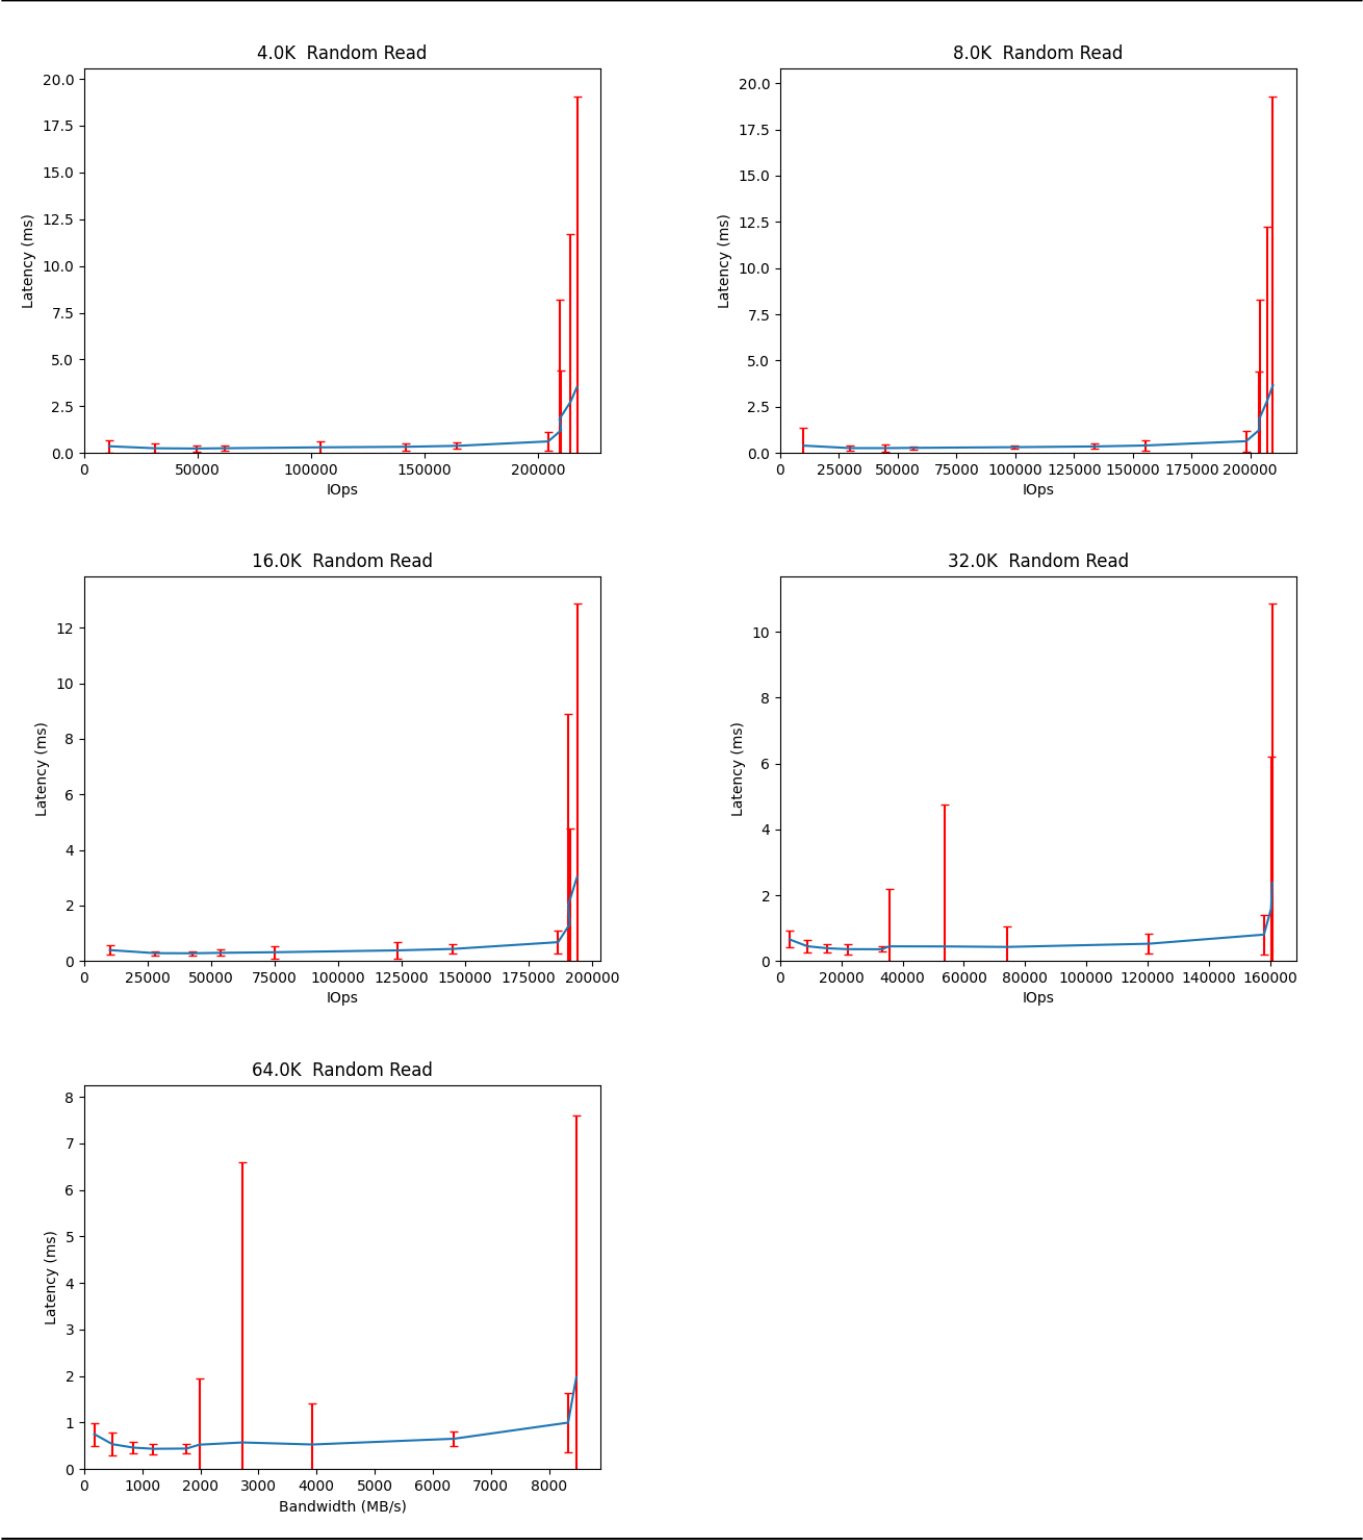 4.0K  Random Read
20.0
17.5
15.0
12.5
10.0
7.5
5.0
2.5
0.0
Latency (ms)
0 50000 100000 150000 200000
IOps
8.0K  Random Read
20.0
17.5
15.0
12.5
10.0
7.5
5.0
2.5
0.0
Latency (ms)
0 25000 50000 75000 100000 125000 150000 175000 200000
IOps
16.0K  Random Read
12
10
8
6
4
2
0
Latency (ms)
0 25000 50000 75000 100000 125000 150000 175000 200000
IOps
32.0K  Random Read
10
8
6
4
2
0
Latency (ms)
0 20000 40000 60000 80000 100000 120000 140000 160000
IOps
64.0K  Random Read
8
7
6
5
4
3
2
1
0
Latency (ms)
0 1000 2000 3000 4000 5000 6000 7000 8000
Bandwidth (MB/s)